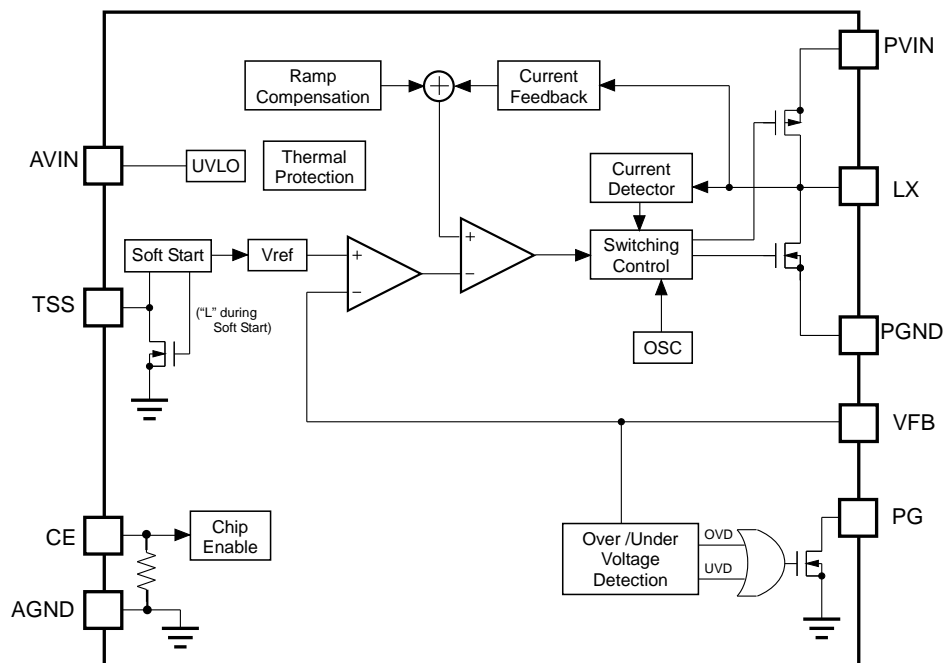 PVIN
Ramp
Compensation
Current
Feedback
AVIN
UVLO
Thermal
Protection
Current
Detector
LX
Soft Start
Vref
+
−
+
−
Switching
Control
TSS
("L" during
Soft Start)
OSC
PGND
VFB
CE
Chip
Enable
Over /Under
Voltage
Detection
OVD
UVD
PG
AGND